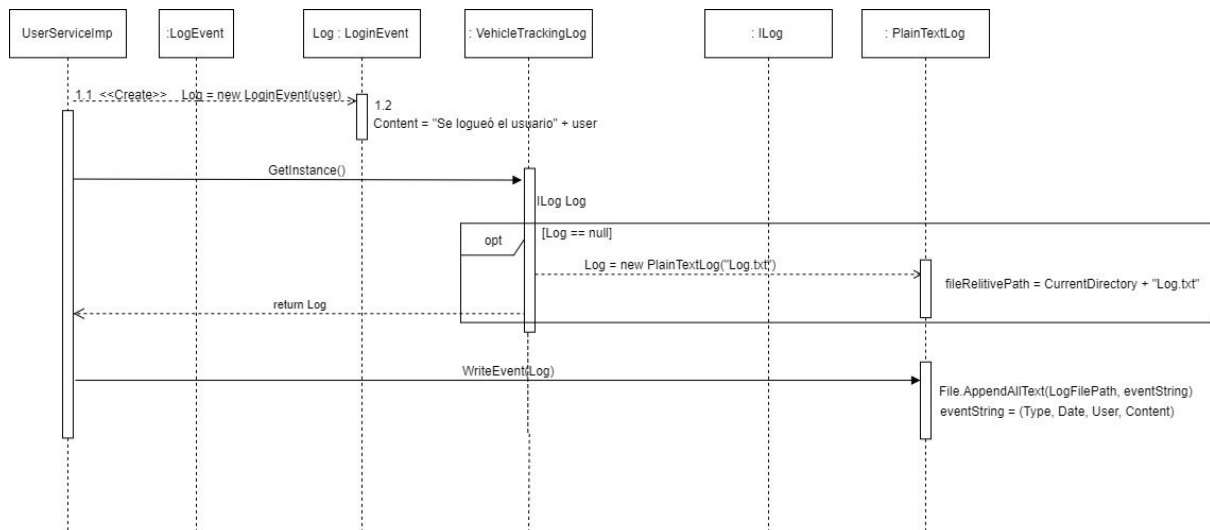 UserServiceImp
:LogEvent
Log : LoginEvent
: VehicleTrackingLog
: ILog
: PlainTextLog
1.1 <<Create>> Log = new LoginEvent(user)
1.2
Content = "Se logueó el usuario" + user
GetInstance()
ILog Log
opt
[Log == null]
Log = new PlainTextLog("Log.txt")
fileRelitivePath = CurrentDirectory + "Log.txt"
return Log
WriteEvent(Log)
File.AppendAllText(LogFilePath, eventString)
eventString = (Type, Date, User, Content)